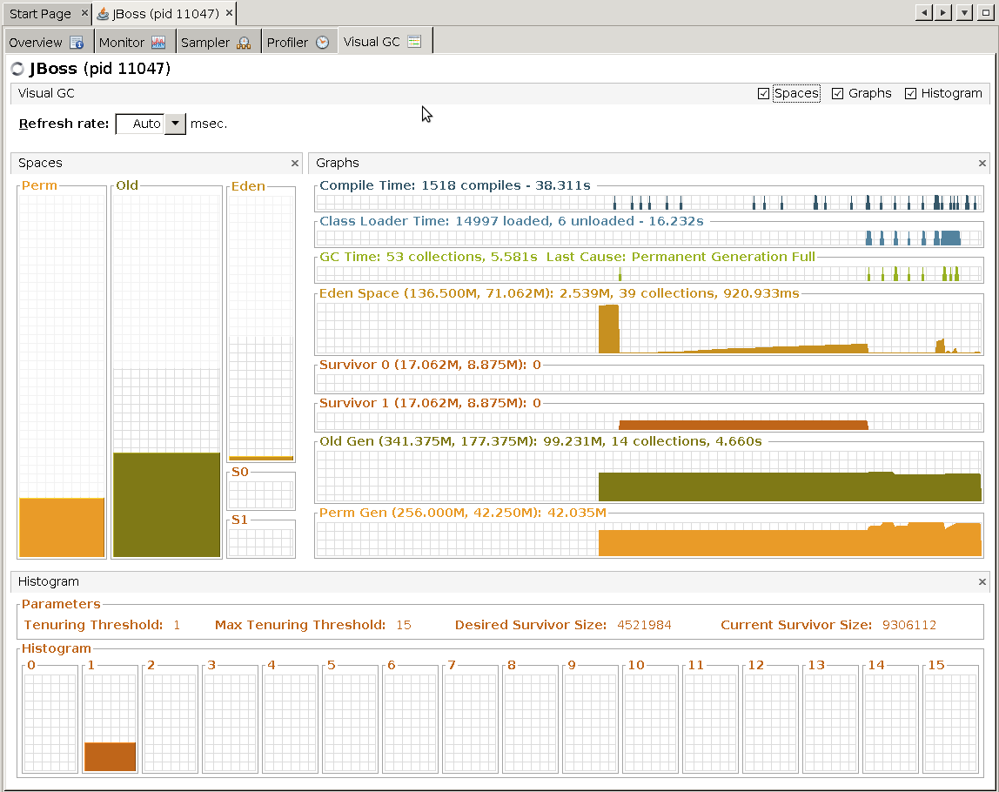 Start Page × JBoss (pid 11047) ×
Overview Monitor Sampler Profiler Visual GC
JBoss (pid 11047)
Visual GC Spaces Graphs Histogram
Refresh rate: Auto msec.
Spaces × Graphs ×
Perm Old Eden
S0
S1
Compile Time: 1518 compiles - 38.311s
Class Loader Time: 14997 loaded, 6 unloaded - 16.232s
GC Time: 53 collections, 5.581s Last Cause: Permanent Generation Full
Eden Space (136.500M, 71.062M): 2.539M, 39 collections, 920.933ms
Survivor 0 (17.062M, 8.875M): 0
Survivor 1 (17.062M, 8.875M): 0
Old Gen (341.375M, 177.375M): 99.231M, 14 collections, 4.660s
Perm Gen (256.000M, 42.250M): 42.035M
Histogram ×
Parameters
Tenuring Threshold: 1 Max Tenuring Threshold: 15 Desired Survivor Size: 4521984 Current Survivor Size: 9306112
Histogram
0 1 2 3 4 5 6 7 8 9 10 11 12 13 14 15